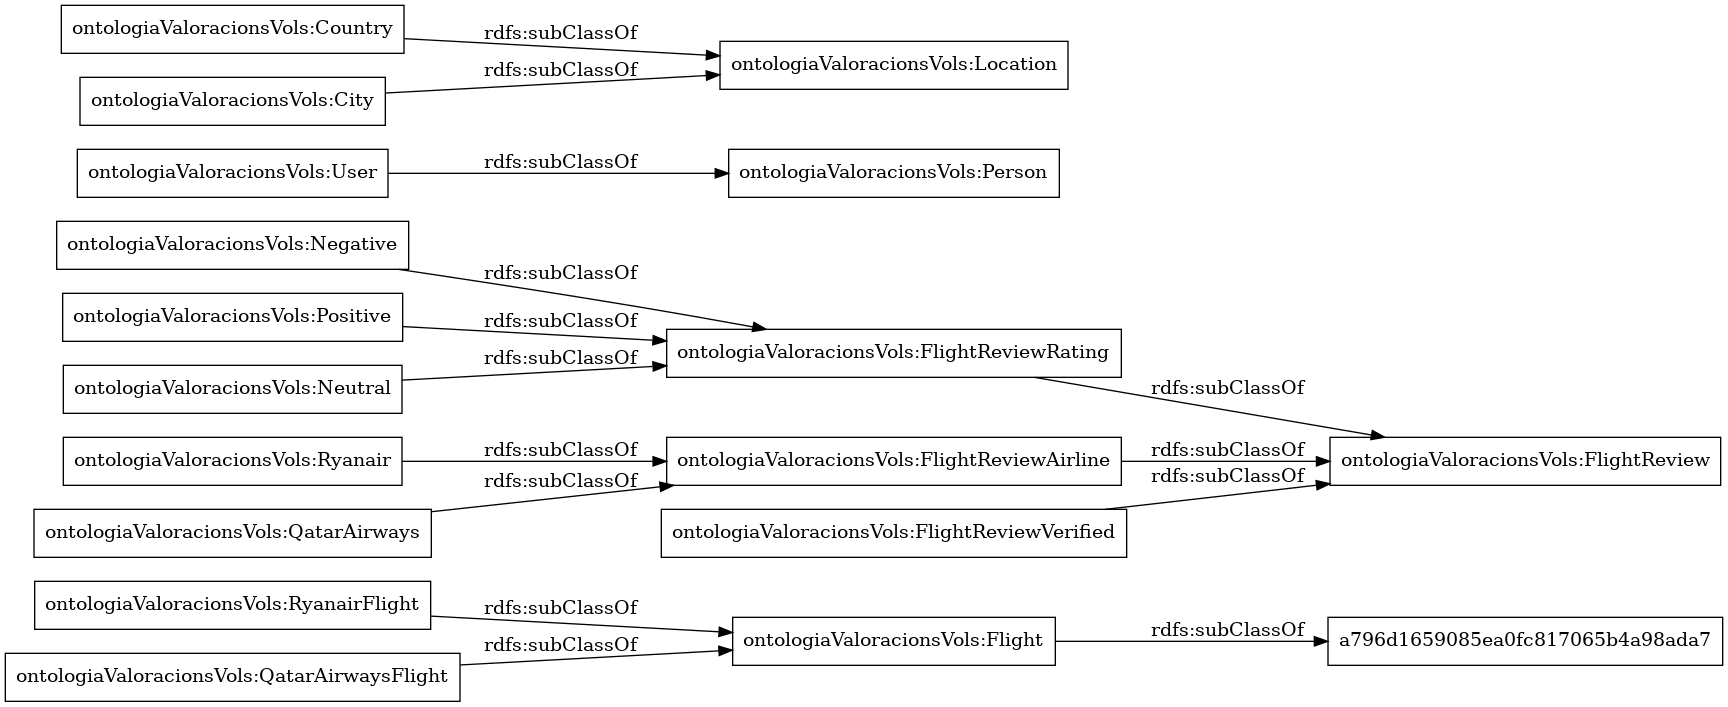 ontologiaValoracionsVols:Country
rdfs:subClassOf
ontologiaValoracionsVols:Location
rdfs:subClassOf
ontologiaValoracionsVols:City
rdfs:subClassOf
ontologiaValoracionsVols:User
ontologiaValoracionsVols:Person
ontologiaValoracionsVols:Negative
rdfs:subClassOf
ontologiaValoracionsVols:Positive
rdfs:subClassOf
ontologiaValoracionsVols:FlightReviewRating
rdfs:subClassOf
ontologiaValoracionsVols:Neutral
rdfs:subClassOf
ontologiaValoracionsVols:Ryanair
rdfs:subClassOf
ontologiaValoracionsVols:FlightReviewAirline
rdfs:subClassOf
ontologiaValoracionsVols:FlightReview
rdfs:subClassOf
rdfs:subClassOf
ontologiaValoracionsVols:QatarAirways
ontologiaValoracionsVols:FlightReviewVerified
ontologiaValoracionsVols:RyanairFlight
rdfs:subClassOf
ontologiaValoracionsVols:Flight
rdfs:subClassOf
a796d1659085ea0fc817065b4a98ada7
rdfs:subClassOf
ontologiaValoracionsVols:QatarAirwaysFlight